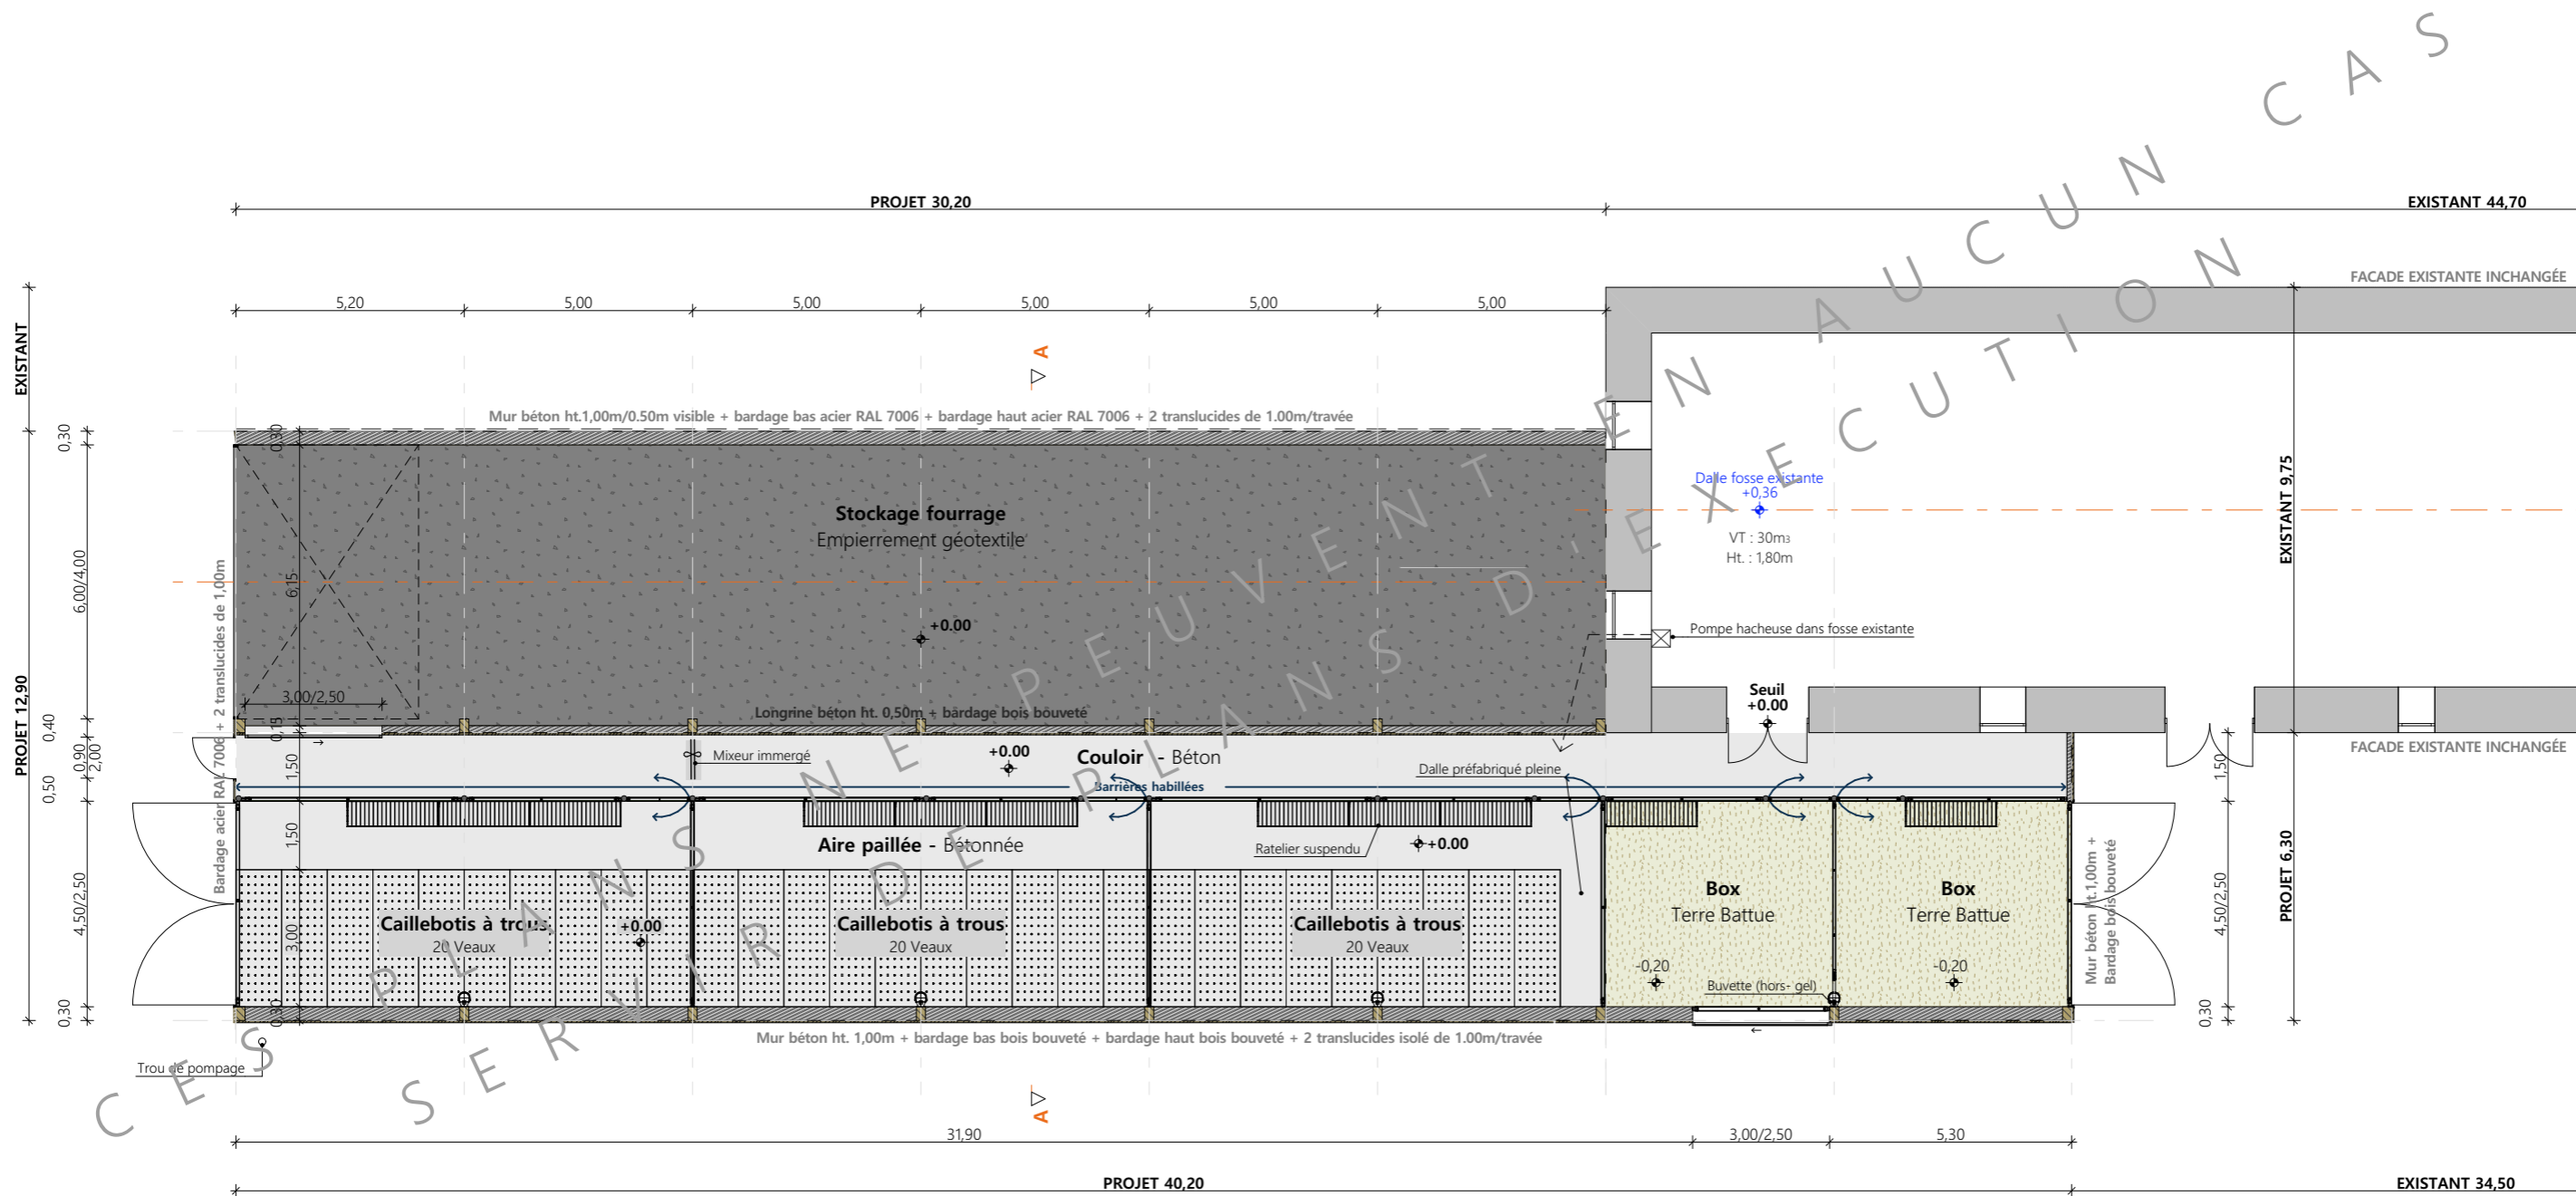 CES PLANS NE PEUVENT EN AUCUN CAS
SERVIR DE PLANS D'EXECUTION
PROJET 30,20
EXISTANT 44,70
FACADE EXISTANTE INCHANGÉE
5,20
5,00
5,00
5,00
5,00
5,00
EXISTANT
PROJET 12,90
0,30
6,00/4,00
0,40
0,90
2,00
0,50
4,50/2,50
0,30
A
Mur béton ht.1,00m/0.50m visible + bardage bas acier RAL 7006 + bardage haut acier RAL 7006 + 2 translucides de 1.00m/travée
Bardage acier RAL 7006 + 2 translucides de 1,00m
0,30
6,15
0,15
1,50
1,50
3,00
0,30
Stockage fourrage
Empierrement géotextile
+0.00
3,00/2,50
Longrine béton ht. 0,50m + bardage bois bouveté
Dalle fosse existante
+0,36
VT : 30m3
Ht. : 1,80m
Pompe hacheuse dans fosse existante
EXISTANT 9,75
Seuil
+0.00
Mixeur immergé
+0.00
Couloir - Béton
Dalle préfabriqué pleine
Barrières habillées
FACADE EXISTANTE INCHANGÉE
Aire paillée - Bétonnée
Ratelier suspendu
+0.00
Caillebotis à trous
20 Veaux
+0.00
Caillebotis à trous
20 Veaux
Caillebotis à trous
20 Veaux
Box
Terre Battue
-0,20
Buvette (hors- gel)
Box
Terre Battue
-0,20
Mur béton ht.1,00m +
Bardage bois bouveté
1,50
4,50/2,50
0,30
PROJET 6,30
Mur béton ht. 1,00m + bardage bas bois bouveté + bardage haut bois bouveté + 2 translucides isolé de 1.00m/travée
Trou de pompage
A
31,90
3,00/2,50
5,30
PROJET 40,20
EXISTANT 34,50